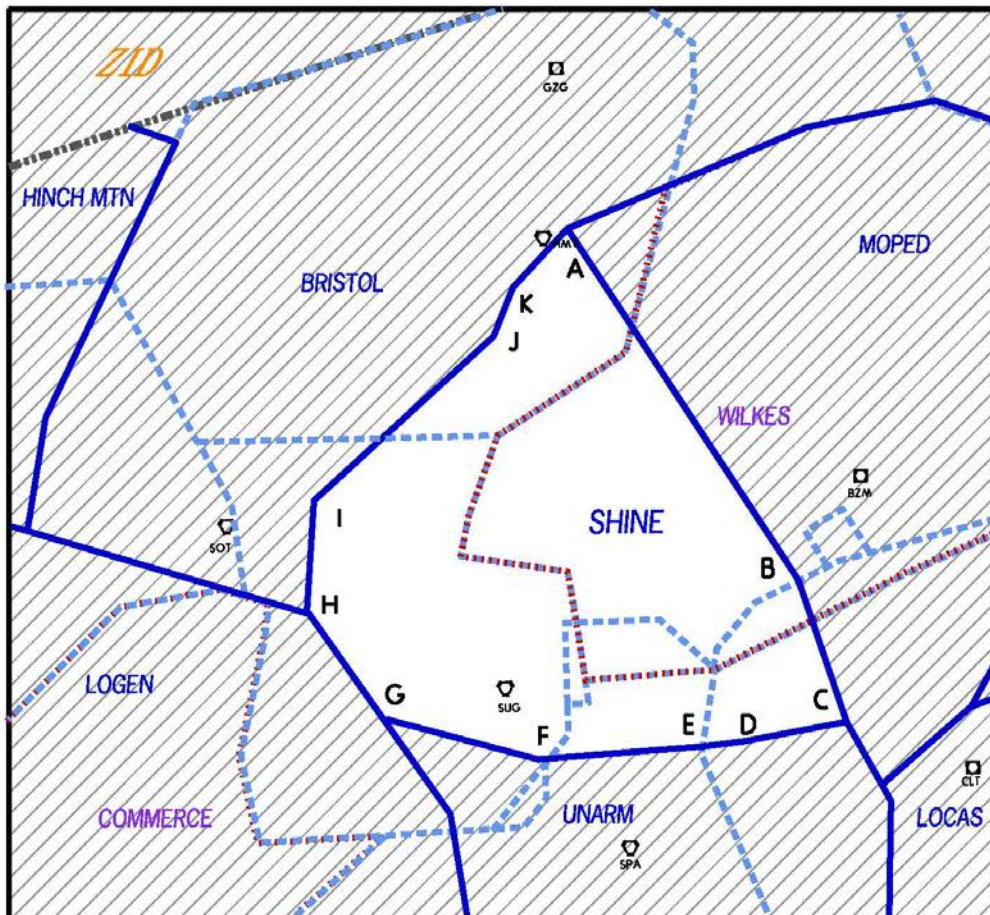 ZID
GZG
HINCH MTN
BRISTOL
MOPED
A
K
J
WILKES
BZM
I
SHINE
SOT
B
H
LOGEN
G
SUG
C
F
E
D
CLT
COMMERCE
UNARM
LOCAS
SPA